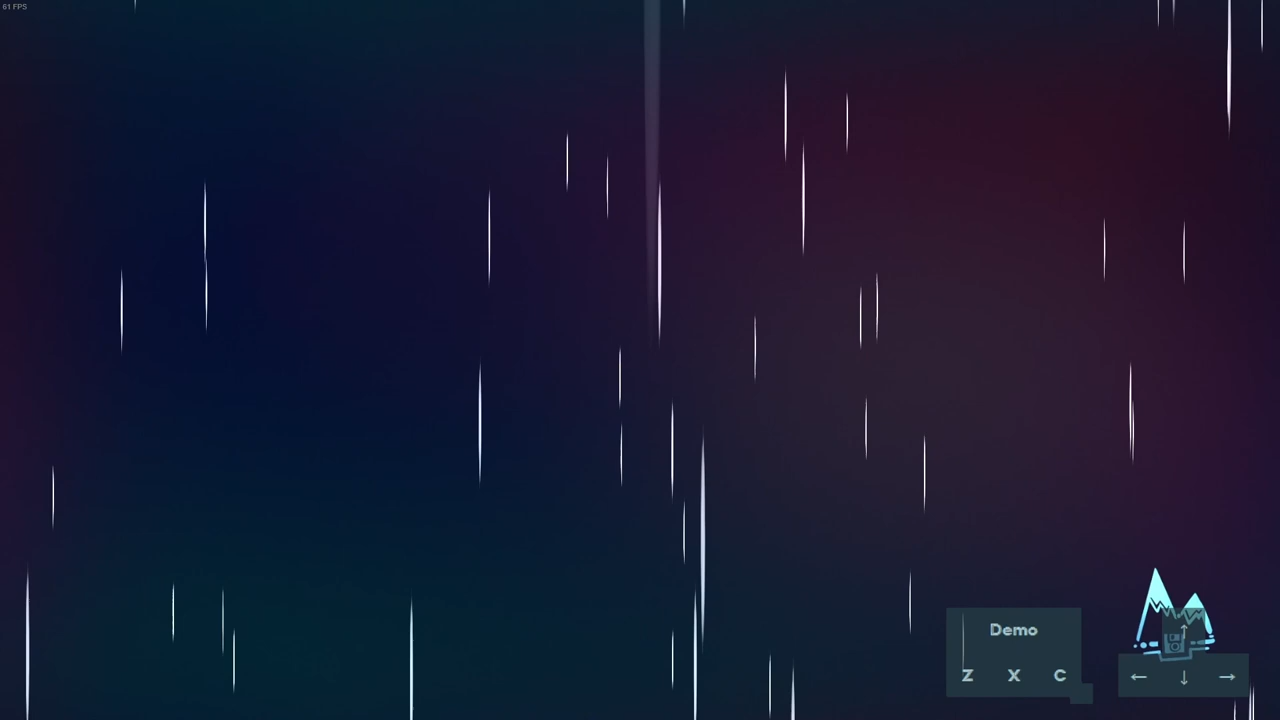 61 FPS
Demo
↑
Z X C
← ↓ →